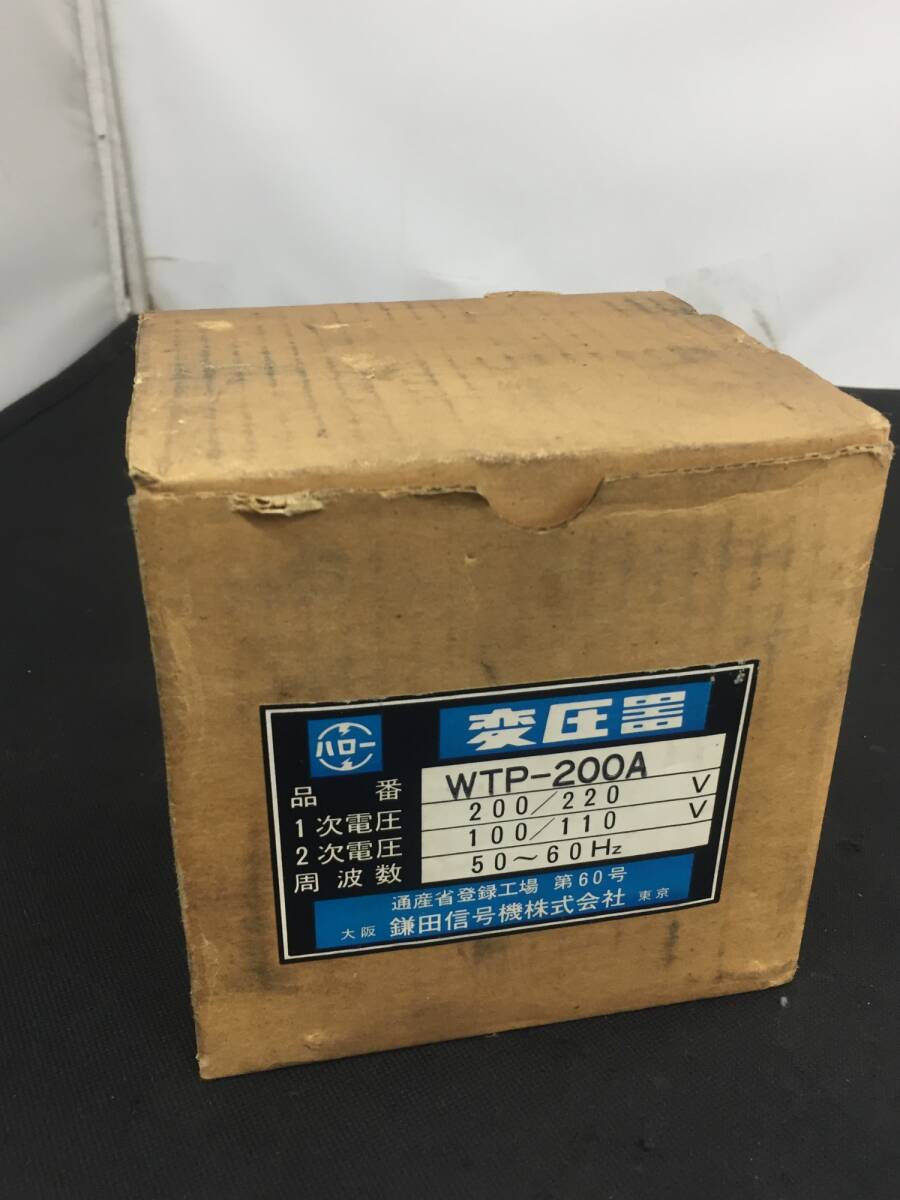 ハロー 変圧器
品番 WTP-200A
1次電圧 200/220 V
2次電圧 100/110 V
周波数 50~60Hz
通産省登録工場 第60号
大阪 鎌田信号機株式会社 東京